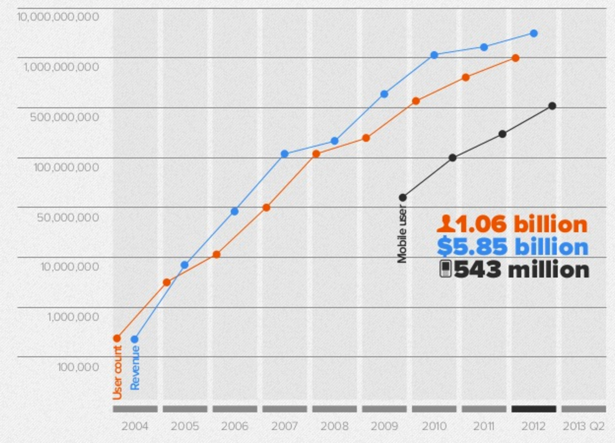 10,000,000,000
1,000,000,000
500,000,000
100,000,000
50,000,000
10,000,000
1,000,000
100,000
User count
Revenue
Mobile user
1.06 billion
$5.85 billion
543 million
2004 2005 2006 2007 2008 2009 2010 2011 2012 2013 Q2